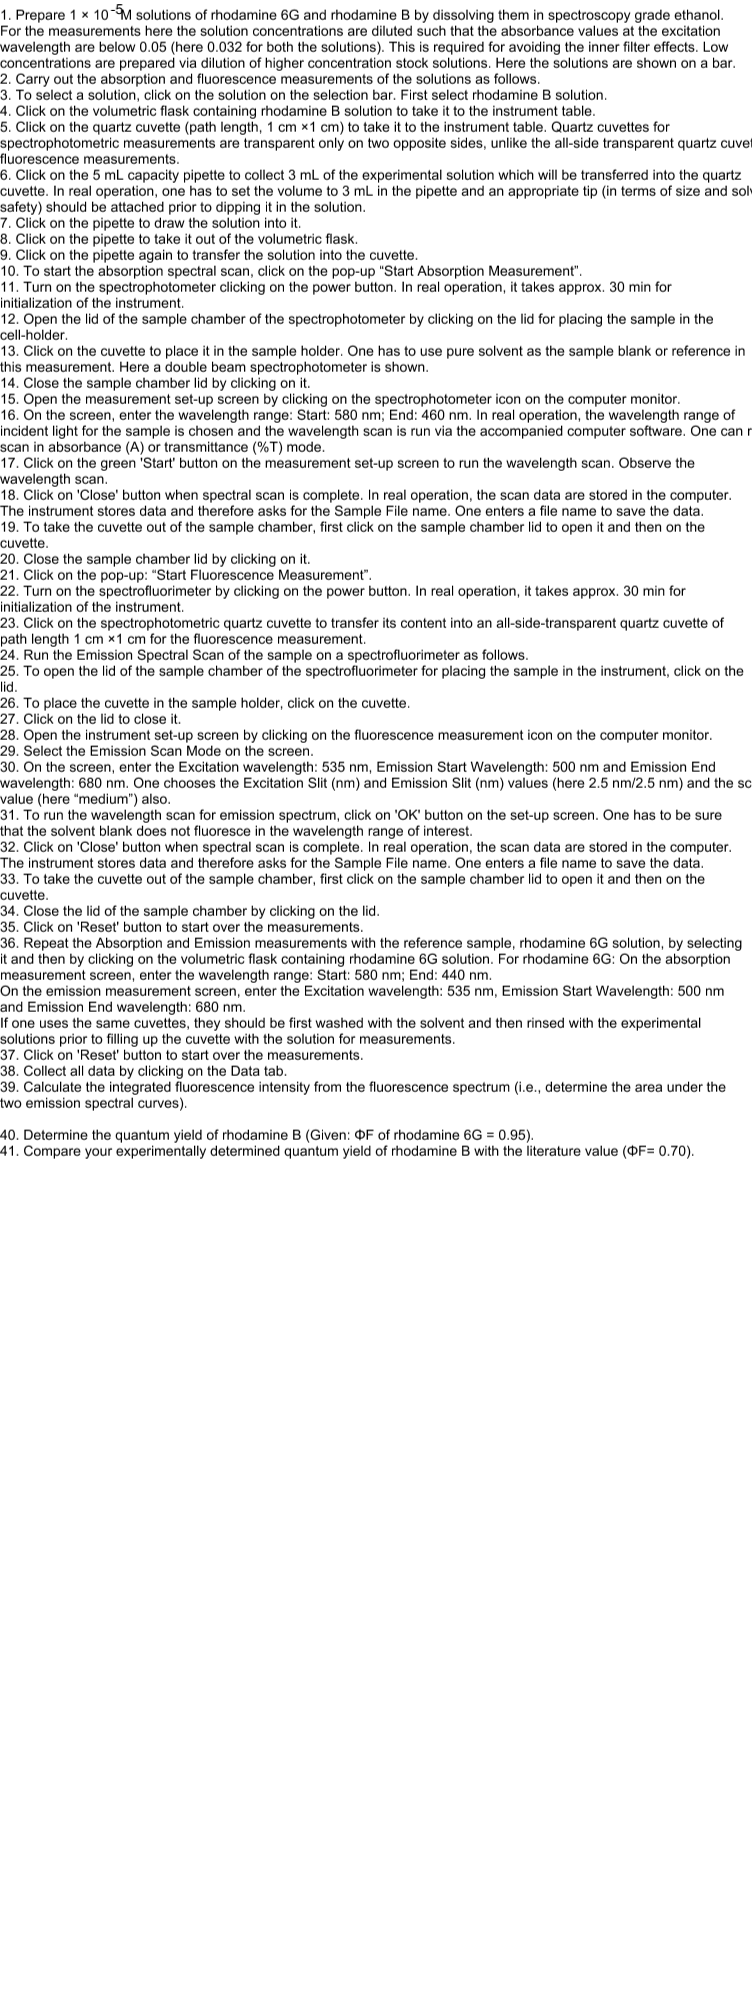 1. Prepare 1 × 10⁻⁵M solutions of rhodamine 6G and rhodamine B by dissolving them in spectroscopy grade ethanol.
For the measurements here the solution concentrations are diluted such that the absorbance values at the excitation
wavelength are below 0.05 (here 0.032 for both the solutions). This is required for avoiding the inner filter effects. Low
concentrations are prepared via dilution of higher concentration stock solutions. Here the solutions are shown on a bar.
2. Carry out the absorption and fluorescence measurements of the solutions as follows.
3. To select a solution, click on the solution on the selection bar. First select rhodamine B solution.
4. Click on the volumetric flask containing rhodamine B solution to take it to the instrument table.
5. Click on the quartz cuvette (path length, 1 cm ×1 cm) to take it to the instrument table. Quartz cuvettes for
spectrophotometric measurements are transparent only on two opposite sides, unlike the all-side transparent quartz
fluorescence measurements.
6. Click on the 5 mL capacity pipette to collect 3 mL of the experimental solution which will be transferred into the quartz
cuvette. In real operation, one has to set the volume to 3 mL in the pipette and an appropriate tip (in terms of size and
safety) should be attached prior to dipping it in the solution.
7. Click on the pipette to draw the solution into it.
8. Click on the pipette to take it out of the volumetric flask.
9. Click on the pipette again to transfer the solution into the cuvette.
10. To start the absorption spectral scan, click on the pop-up “Start Absorption Measurement”.
11. Turn on the spectrophotometer clicking on the power button. In real operation, it takes approx. 30 min for
initialization of the instrument.
12. Open the lid of the sample chamber of the spectrophotometer by clicking on the lid for placing the sample in the
cell-holder.
13. Click on the cuvette to place it in the sample holder. One has to use pure solvent as the sample blank or reference in
this measurement. Here a double beam spectrophotometer is shown.
14. Close the sample chamber lid by clicking on it.
15. Open the measurement set-up screen by clicking on the spectrophotometer icon on the computer monitor.
16. On the screen, enter the wavelength range: Start: 580 nm; End: 460 nm. In real operation, the wavelength range of
incident light for the sample is chosen and the wavelength scan is run via the accompanied computer software. One can
scan in absorbance (A) or transmittance (%T) mode.
17. Click on the green 'Start' button on the measurement set-up screen to run the wavelength scan. Observe the
wavelength scan.
18. Click on 'Close' button when spectral scan is complete. In real operation, the scan data are stored in the computer.
The instrument stores data and therefore asks for the Sample File name. One enters a file name to save the data.
19. To take the cuvette out of the sample chamber, first click on the sample chamber lid to open it and then on the
cuvette.
20. Close the sample chamber lid by clicking on it.
21. Click on the pop-up: “Start Fluorescence Measurement”.
22. Turn on the spectrofluorimeter by clicking on the power button. In real operation, it takes approx. 30 min for
initialization of the instrument.
23. Click on the spectrophotometric quartz cuvette to transfer its content into an all-side-transparent quartz cuvette of
path length 1 cm ×1 cm for the fluorescence measurement.
24. Run the Emission Spectral Scan of the sample on a spectrofluorimeter as follows.
25. To open the lid of the sample chamber of the spectrofluorimeter for placing the sample in the instrument, click on the
lid.
26. To place the cuvette in the sample holder, click on the cuvette.
27. Click on the lid to close it.
28. Open the instrument set-up screen by clicking on the fluorescence measurement icon on the computer monitor.
29. Select the Emission Scan Mode on the screen.
30. On the screen, enter the Excitation wavelength: 535 nm, Emission Start Wavelength: 500 nm and Emission End
wavelength: 680 nm. One chooses the Excitation Slit (nm) and Emission Slit (nm) values (here 2.5 nm/2.5 nm) and the
value (here “medium”) also.
31. To run the wavelength scan for emission spectrum, click on 'OK' button on the set-up screen. One has to be sure
that the solvent blank does not fluoresce in the wavelength range of interest.
32. Click on 'Close' button when spectral scan is complete. In real operation, the scan data are stored in the computer.
The instrument stores data and therefore asks for the Sample File name. One enters a file name to save the data.
33. To take the cuvette out of the sample chamber, first click on the sample chamber lid to open it and then on the
cuvette.
34. Close the lid of the sample chamber by clicking on the lid.
35. Click on 'Reset' button to start over the measurements.
36. Repeat the Absorption and Emission measurements with the reference sample, rhodamine 6G solution, by selecting
it and then by clicking on the volumetric flask containing rhodamine 6G solution. For rhodamine 6G: On the absorption
measurement screen, enter the wavelength range: Start: 580 nm; End: 440 nm.
On the emission measurement screen, enter the Excitation wavelength: 535 nm, Emission Start Wavelength: 500 nm
and Emission End wavelength: 680 nm.
If one uses the same cuvettes, they should be first washed with the solvent and then rinsed with the experimental
solutions prior to filling up the cuvette with the solution for measurements.
37. Click on 'Reset' button to start over the measurements.
38. Collect all data by clicking on the Data tab.
39. Calculate the integrated fluorescence intensity from the fluorescence spectrum (i.e., determine the area under the
two emission spectral curves).
40. Determine the quantum yield of rhodamine B (Given: ΦF of rhodamine 6G = 0.95).
41. Compare your experimentally determined quantum yield of rhodamine B with the literature value (ΦF= 0.70).